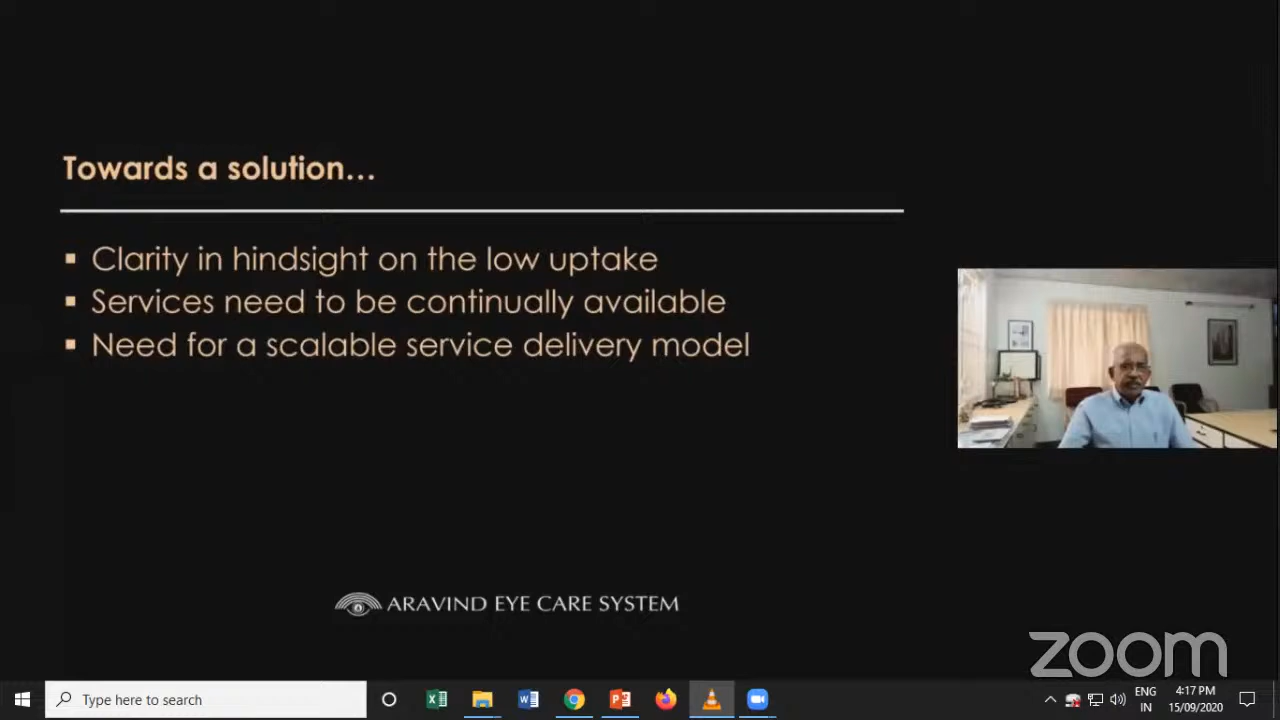 Towards a solution...
▪ Clarity in hindsight on the low uptake
▪ Services need to be continually available
▪ Need for a scalable service delivery model
ARAVIND EYE CARE SYSTEM
zoom
Type here to search
ENG
IN
4:17 PM
15/09/2020